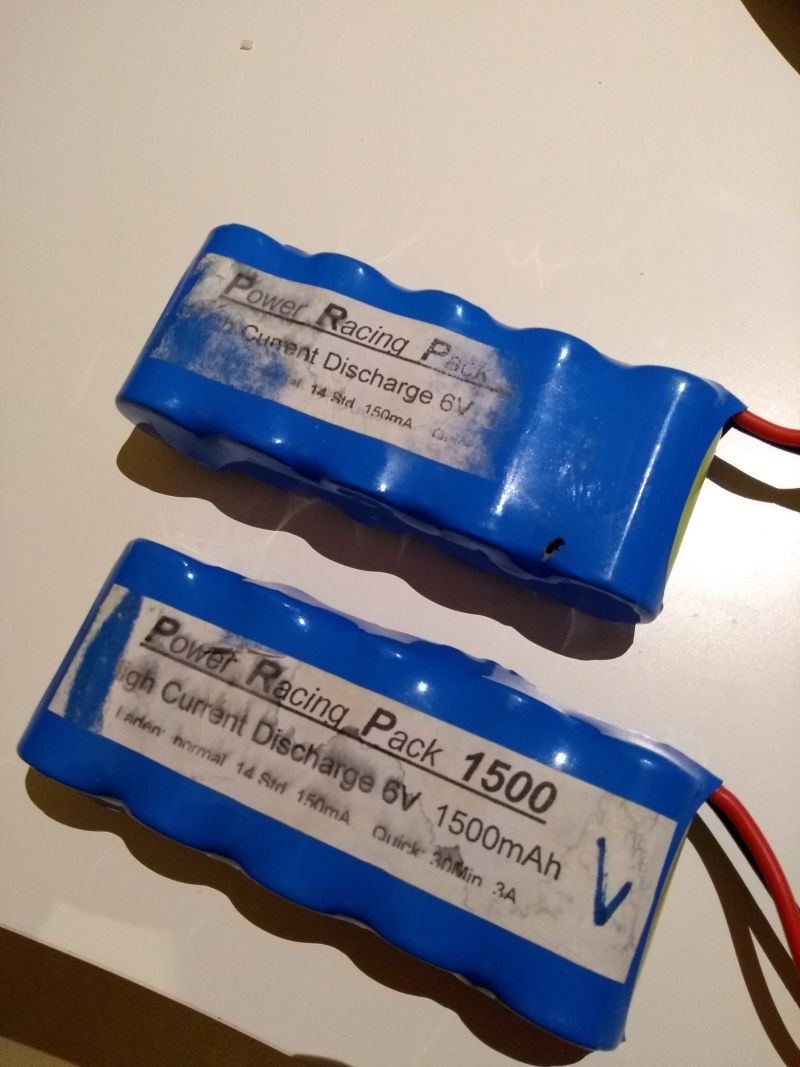 Power Racing Pack
Current Discharge 6V
14 Std 150mA
Power Racing Pack 1500
High Current Discharge 6V 1500mAh
Laden: normal 14 Std 150mA Quick: 30Min 3A
V